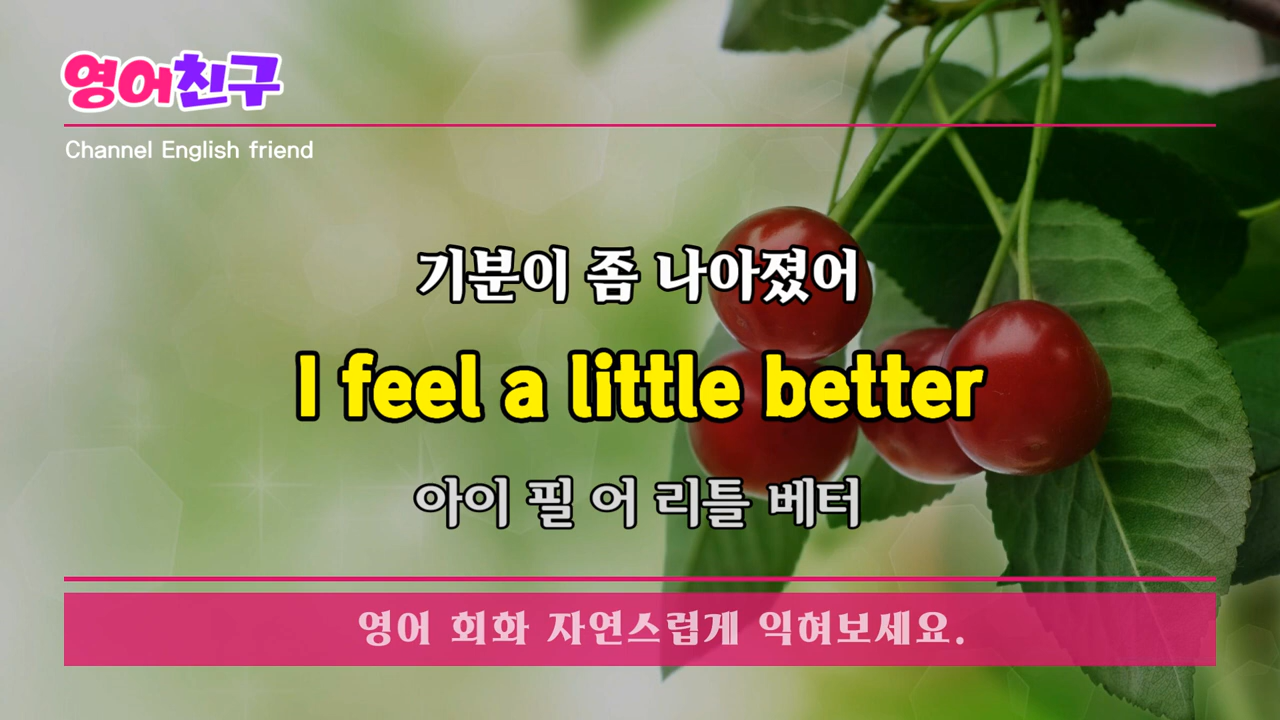 영어친구
Channel English friend
기분이 좀 나아졌어
I feel a little better
아이 필 어 리틀 베터
영어 회화 자연스럽게 익혀보세요.